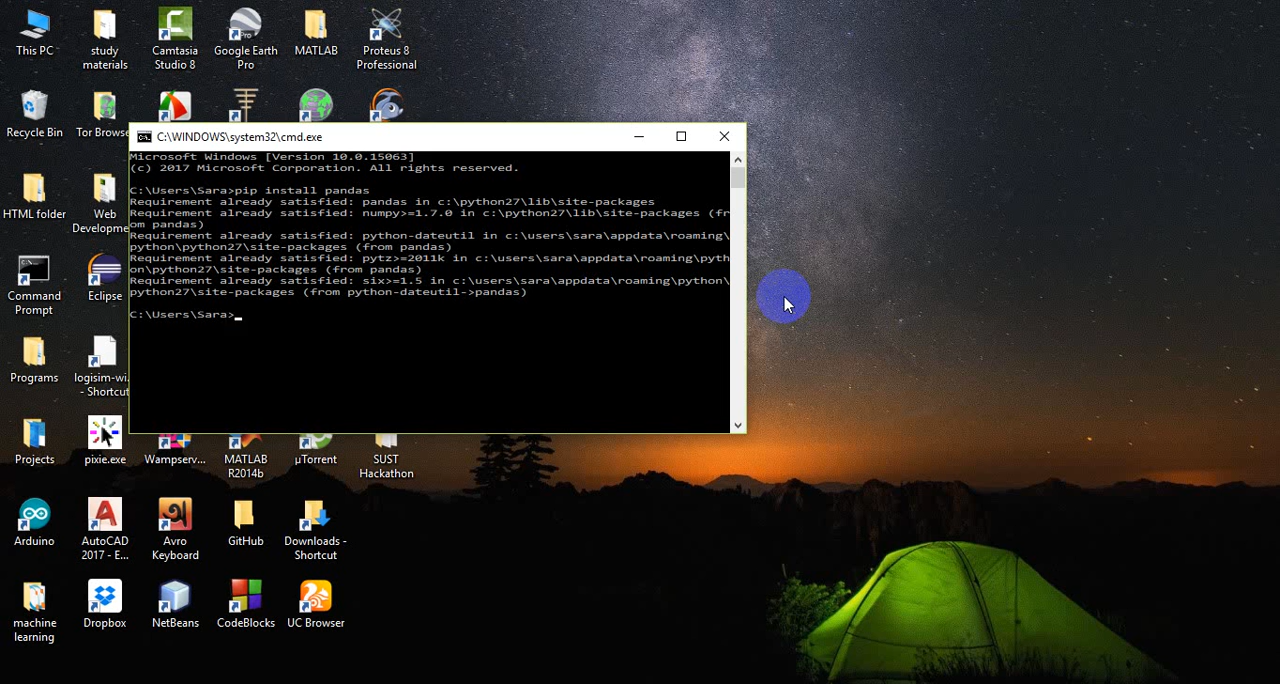 This PC
study materials
Camtasia Studio 8
Google Earth Pro
MATLAB
Proteus 8 Professional
Recycle Bin
Tor Browse
C:\WINDOWS\system32\cmd.exe
Microsoft Windows [Version 10.0.15063]
(c) 2017 Microsoft Corporation. All rights reserved.
C:\Users\Sara>pip install pandas
Requirement already satisfied: pandas in c:\python27\lib\site-packages
Requirement already satisfied: numpy>=1.7.0 in c:\python27\lib\site-packages (fr
om pandas)
Requirement already satisfied: python-dateutil in c:\users\sara\appdata\roaming\
python\python27\site-packages (from pandas)
Requirement already satisfied: pytz>=2011k in c:\users\sara\appdata\roaming\pyth
on\python27\site-packages (from pandas)
Requirement already satisfied: six>=1.5 in c:\users\sara\appdata\roaming\python\
python27\site-packages (from python-dateutil->pandas)
C:\Users\Sara>
HTML folder
Web
Developme
Command
Prompt
Eclipse
Programs
logisim-wi.
- Shortcut
Projects
pixie.exe
Wampserv...
MATLAB
R2014b
µTorrent
SUST
Hackathon
Arduino
AutoCAD
2017 - E...
Avro
Keyboard
GitHub
Downloads -
Shortcut
machine
learning
Dropbox
NetBeans
CodeBlocks
UC Browser